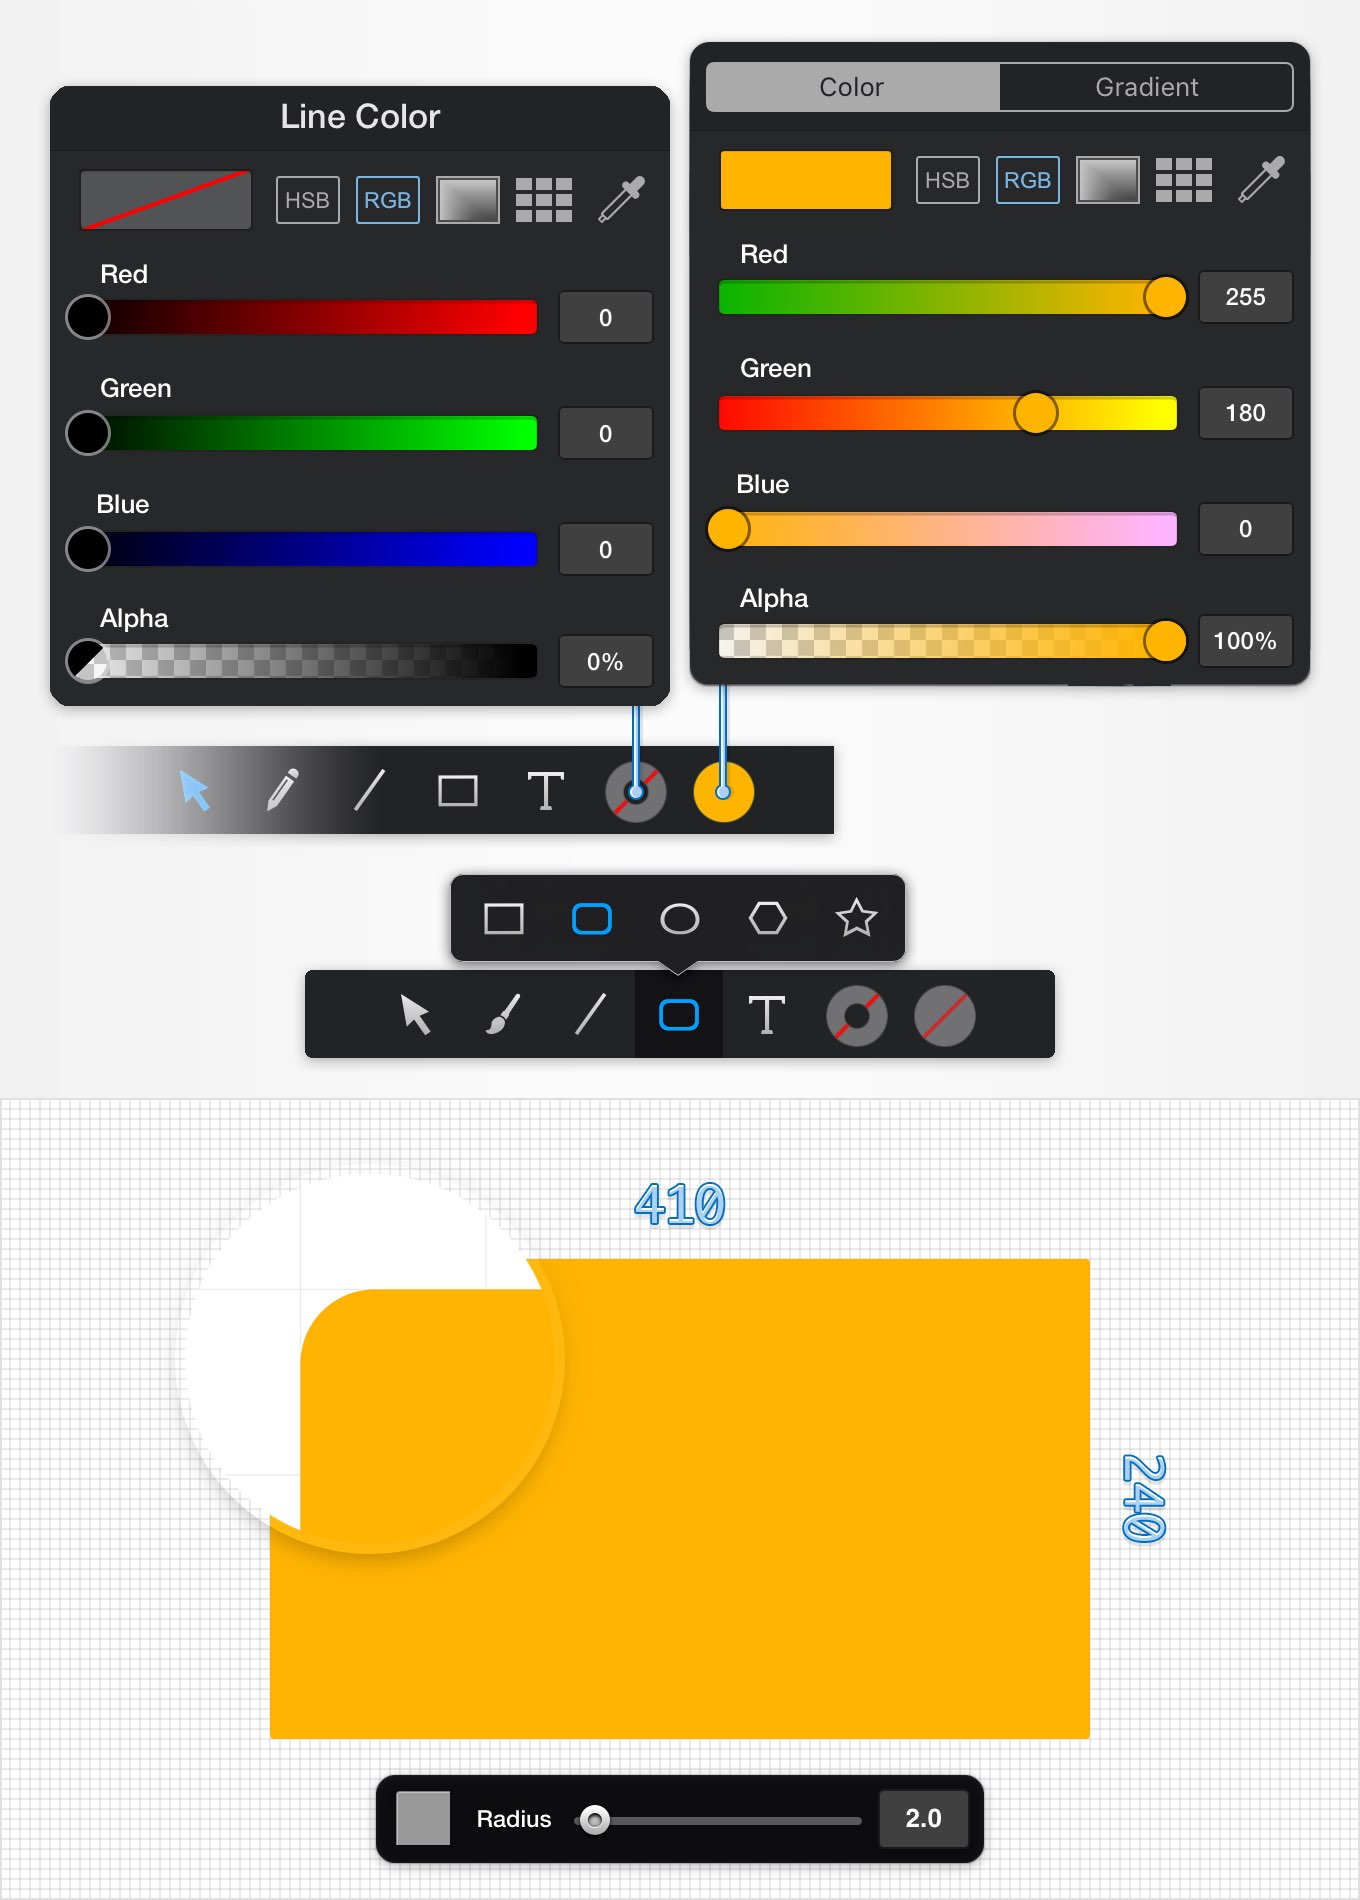 Line Color
HSB RGB
Red
0
Green
0
Blue
0
Alpha
0%
Color Gradient
HSB RGB
Red
255
Green
180
Blue
0
Alpha
100%
T
T
410
240
Radius 2.0